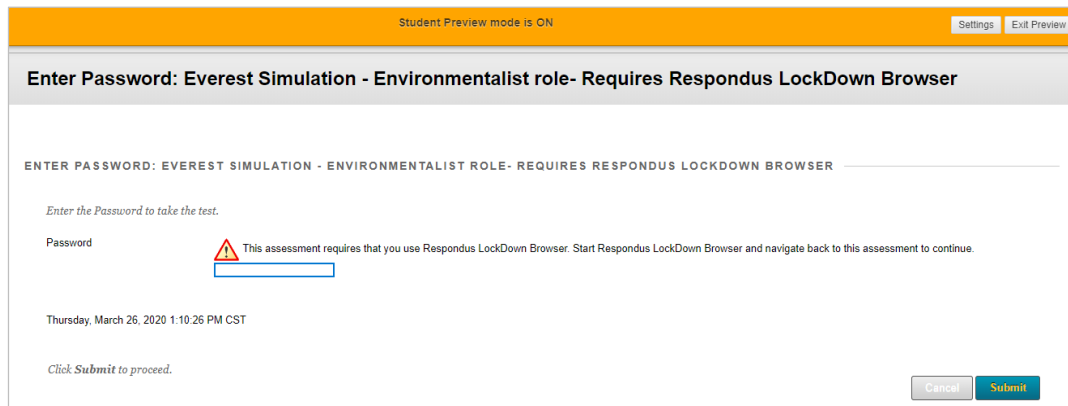 Student Preview mode is ON
Settings
Exit Preview
Enter Password: Everest Simulation - Environmentalist role- Requires Respondus LockDown Browser
ENTER PASSWORD: EVEREST SIMULATION - ENVIRONMENTALIST ROLE- REQUIRES RESPONDUS LOCKDOWN BROWSER
Enter the Password to take the test.
Password
This assessment requires that you use Respondus LockDown Browser. Start Respondus LockDown Browser and navigate back to this assessment to continue.
Thursday, March 26, 2020 1:10:26 PM CST
Click Submit to proceed.
Cancel
Submit